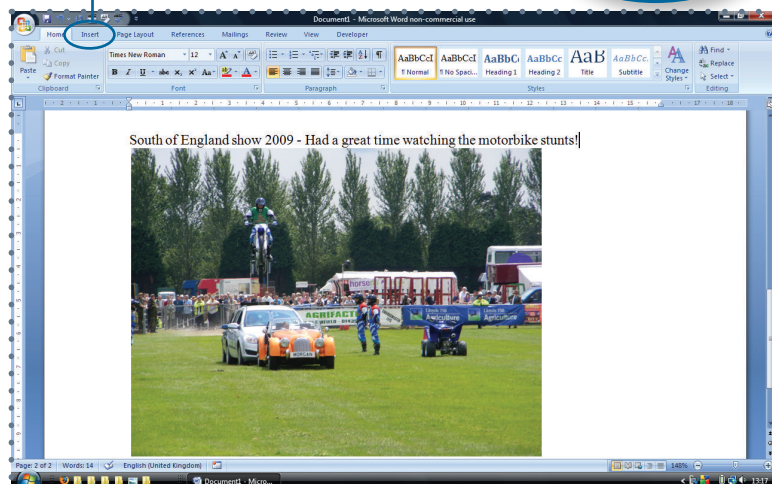 Document1 - Microsoft Word non-commercial use
Home Insert Page Layout References Mailings Review View Developer
Paste
Cut
Copy
Format Painter
Clipboard
Times New Roman 12
Font
Paragraph
AaBbCcI AaBbCcI AaBbC AaBbCc AaB AaBbCc.
¶ Normal ¶ No Spaci... Heading 1 Heading 2 Title Subtitle
Change Styles
Styles
Find
Replace
Select
Editing
South of England show 2009 - Had a great time watching the motorbike stunts!
horse
AGRIFACT
Agriculture
Agriculture
MORGAN
Page: 2 of 2 Words: 14 English (United Kingdom) 148%
Document1 - Micro... 13:17